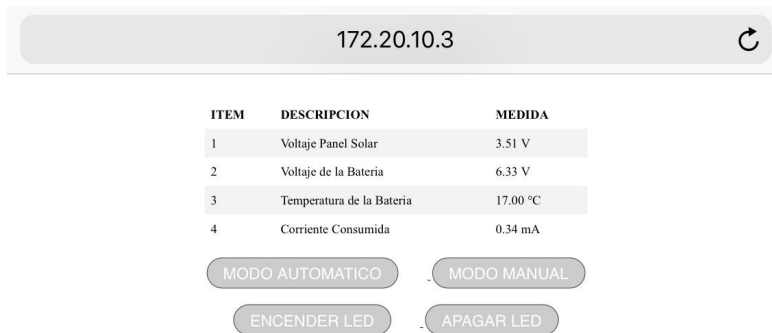 172.20.10.3
ITEM DESCRIPCION MEDIDA
1 Voltaje Panel Solar 3.51 V
2 Voltaje de la Bateria 6.33 V
3 Temperatura de la Bateria 17.00 °C
4 Corriente Consumida 0.34 mA
MODO AUTOMATICO - MODO MANUAL
ENCENDER LED - APAGAR LED